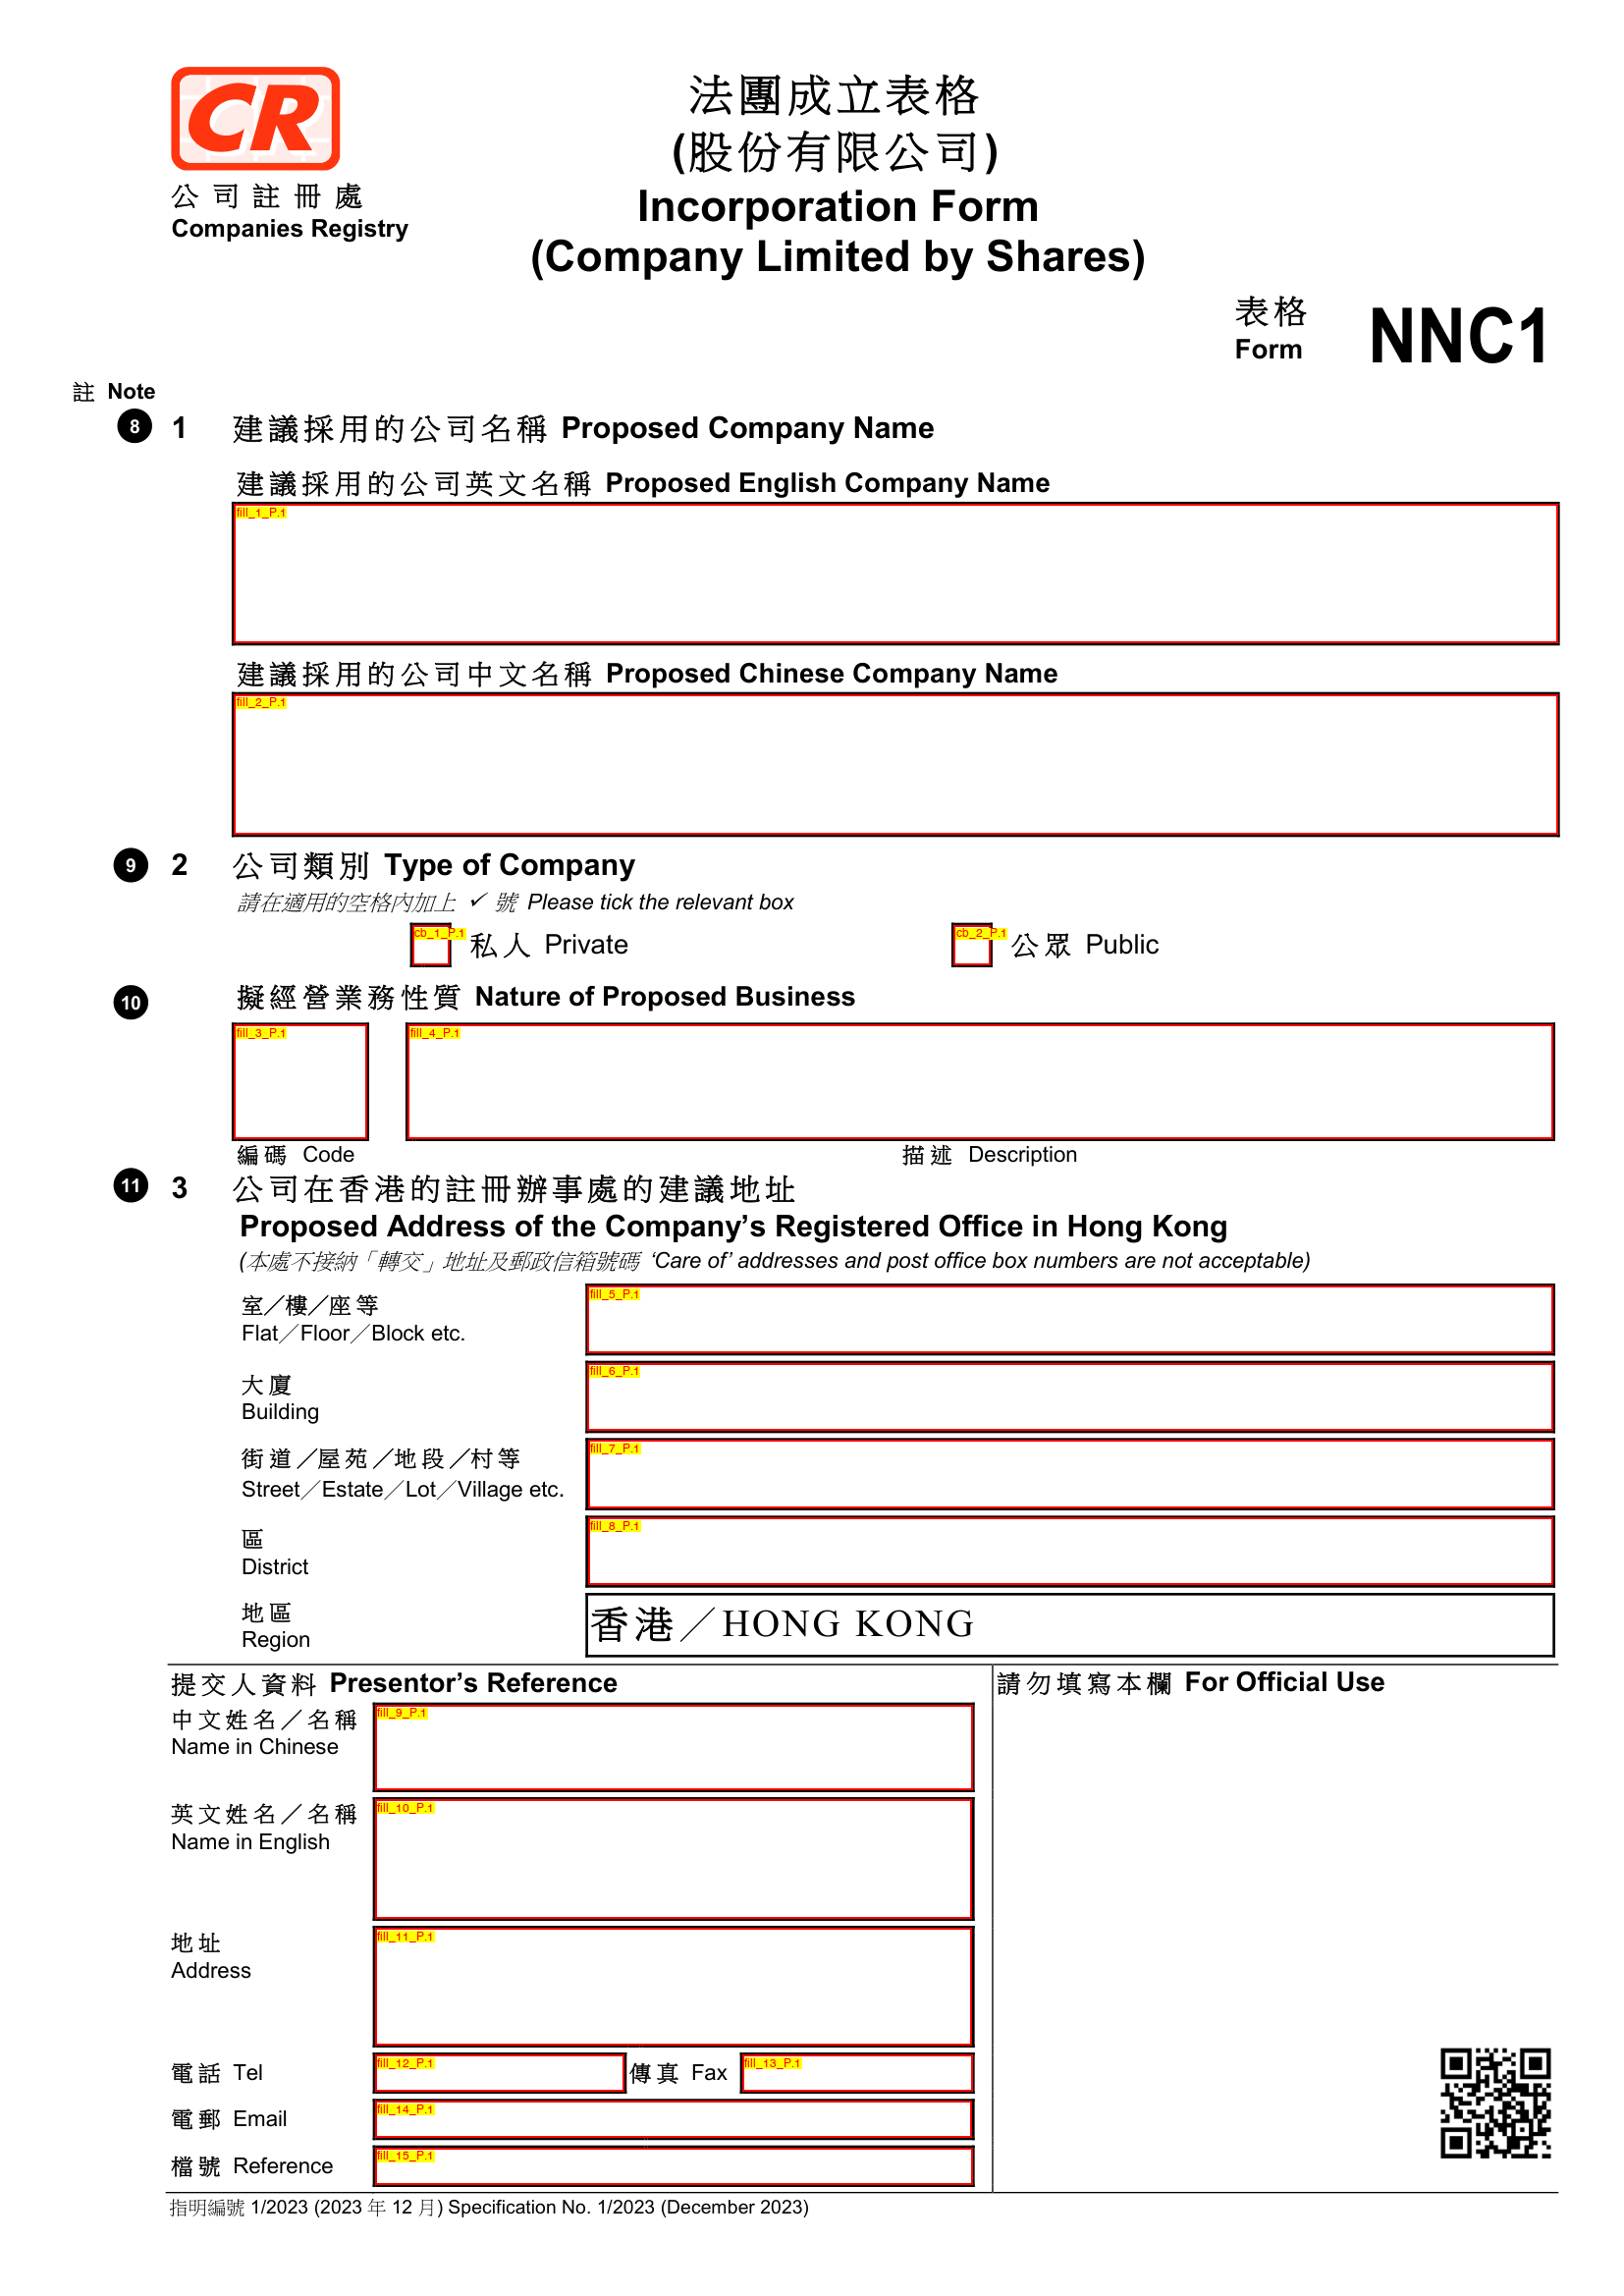 CR
公司註冊處
Companies Registry
法團成立表格
(股份有限公司)
Incorporation Form
(Company Limited by Shares)
表格
Form
NNC1
註 Note
8 1 建議採用的公司名稱 Proposed Company Name
建議採用的公司英文名稱 Proposed English Company Name
fill_1_P.1
建議採用的公司中文名稱 Proposed Chinese Company Name
fill_2_P.1
9 2 公司類別 Type of Company
請在適用的空格內加上 ✓ 號 Please tick the relevant box
cb_1_P.1 私人 Private
cb_2_P.1 公眾 Public
10 擬經營業務性質 Nature of Proposed Business
fill_3_P.1
fill_4_P.1
編碼 Code
描述 Description
11 3 公司在香港的註冊辦事處的建議地址
Proposed Address of the Company’s Registered Office in Hong Kong
(本處不接納「轉交」地址及郵政信箱號碼 ‘Care of’ addresses and post office box numbers are not acceptable)
室／樓／座等
Flat／Floor／Block etc.
fill_5_P.1
大廈
Building
fill_6_P.1
街道／屋苑／地段／村等
Street／Estate／Lot／Village etc.
fill_7_P.1
區
District
fill_8_P.1
地區
Region
香港／HONG KONG
提交人資料 Presentor’s Reference
中文姓名／名稱
Name in Chinese
fill_9_P.1
英文姓名／名稱
Name in English
fill_10_P.1
地址
Address
fill_11_P.1
電話 Tel
fill_12_P.1
傳真 Fax
fill_13_P.1
電郵 Email
fill_14_P.1
檔號 Reference
fill_15_P.1
請勿填寫本欄 For Official Use
指明編號 1/2023 (2023 年 12 月) Specification No. 1/2023 (December 2023)